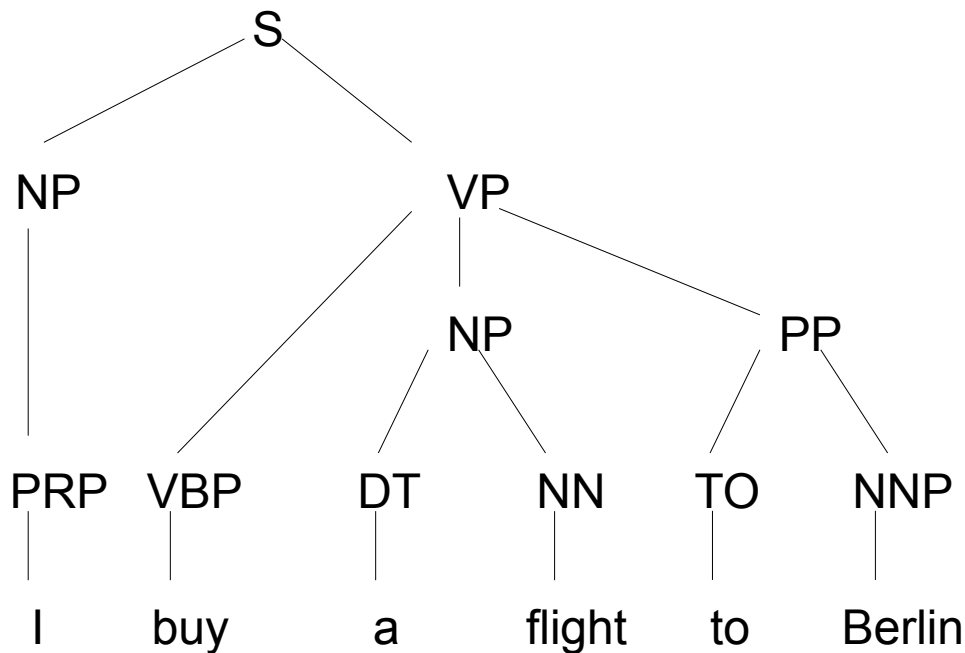 S
NP VP
NP PP
PRP VBP DT NN TO NNP
I buy a flight to Berlin